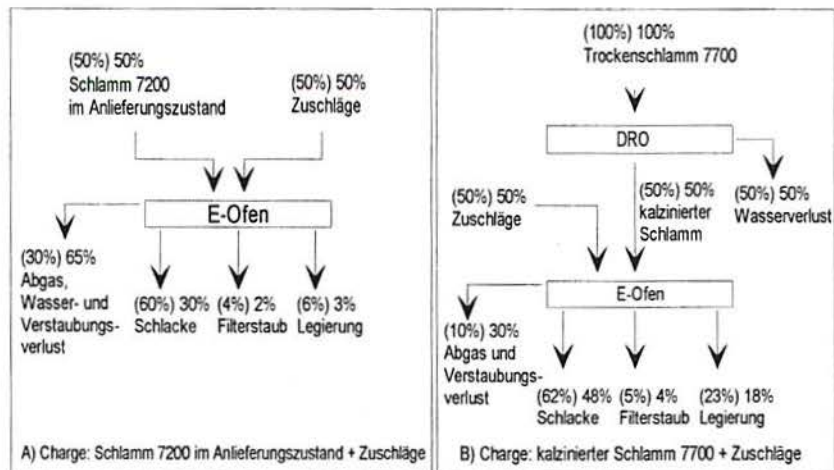 (50%) 50%
Schlamm 7200
im Anlieferungszustand
(50%) 50%
Zuschläge
E-Ofen
(30%) 65%
Abgas,
Wasser- und
Verstaubungs-
verlust
(60%) 30%
Schlacke
(4%) 2%
Filterstaub
(6%) 3%
Legierung
A) Charge: Schlamm 7200 im Anlieferungszustand + Zuschläge
(100%) 100%
Trockenschlamm 7700
DRO
(50%) 50%
Zuschläge
(50%) 50%
kalzinierter
Schlamm
(50%) 50%
Wasserverlust
E-Ofen
(10%) 30%
Abgas und
Verstaubungs-
verlust
(62%) 48%
Schlacke
(5%) 4%
Filterstaub
(23%) 18%
Legierung
B) Charge: kalzinierter Schlamm 7700 + Zuschläge